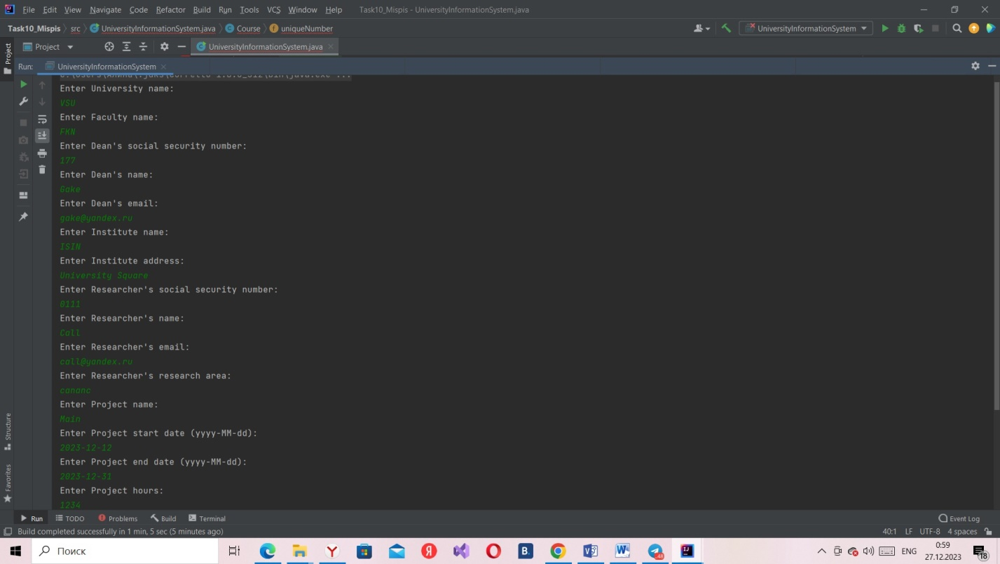 File Edit View Navigate Code Refactor Build Run Tools VCS Window Help Task10_Mispis - UniversityInformationSystem.java
Task10_Mispis src UniversityInformationSystem.java Course uniqueNumber UniversityInformationSystem
Project Project UniversityInformationSystem.java
Run: UniversityInformationSystem
Enter University name:
VSU
Enter Faculty name:
FKN
Enter Dean's social security number:
177
Enter Dean's name:
Gake
Enter Dean's email:
gake@yandex.ru
Enter Institute name:
ISIN
Enter Institute address:
University Square
Enter Researcher's social security number:
0111
Enter Researcher's name:
Call
Enter Researcher's email:
call@yandex.ru
Enter Researcher's research area:
cananc
Enter Project name:
Main
Enter Project start date (yyyy-MM-dd):
2023-12-12
Enter Project end date (yyyy-MM-dd):
2023-12-31
Enter Project hours:
1234
Structure
Favorites
Run TODO Problems Build Terminal Event Log
Build completed successfully in 1 min, 5 sec (5 minutes ago) 40:1 LF UTF-8 4 spaces
Поиск ENG 0:59
27.12.2023 18